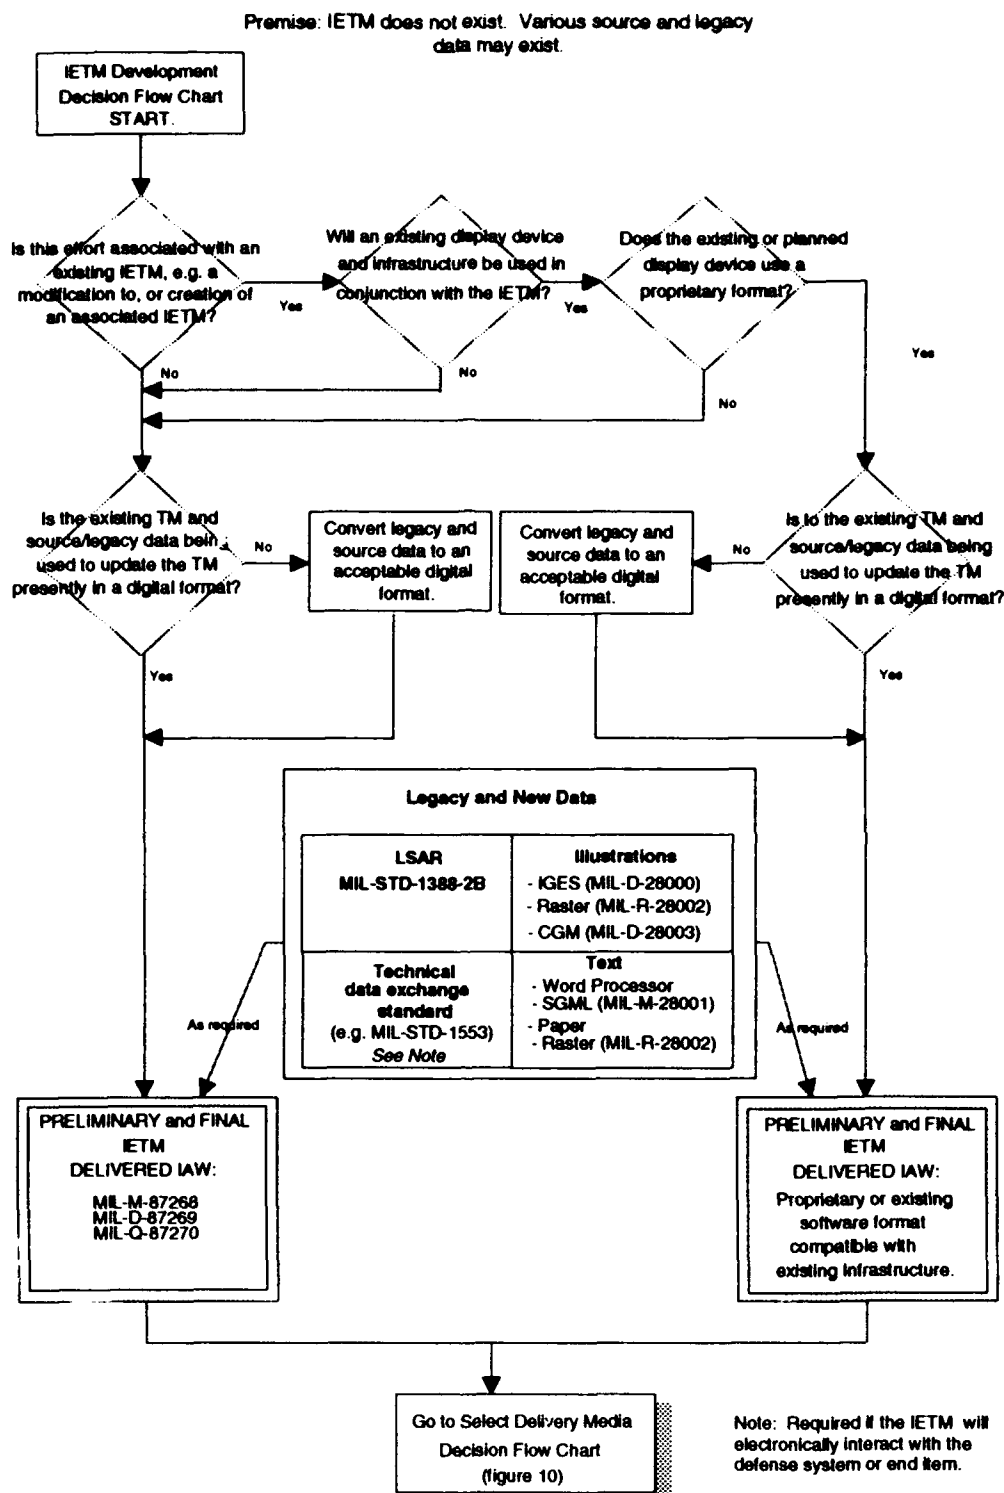 Premise: IETM does not exist. Various source and legacy
data may exist.
IETM Development
Decision Flow Chart
START.
Is this effort associated with an
existing IETM, e.g. a
modification to, or creation of
an associated IETM?
Yes
No
Will an existing display device
and infrastructure be used in
conjunction with the IETM?
Yes
No
Does the existing or planned
display device use a
proprietary format?
Yes
No
Is the existing TM and
source/legacy data being
used to update the TM
presently in a digital format?
No
Yes
Convert legacy and
source data to an
acceptable digital
format.
Convert legacy and
source data to an
acceptable digital
format.
Is to the existing TM and
source/legacy data being
used to update the TM
presently in a digital format?
No
Yes
Legacy and New Data
LSAR
MIL-STD-1388-2B
Illustrations
- IGES (MIL-D-28000)
- Raster (MIL-R-28002)
- CGM (MIL-D-28003)
Technical
data exchange
standard
(e.g. MIL-STD-1553)
See Note
Text
- Word Processor
- SGML (MIL-M-28001)
- Paper
- Raster (MIL-R-28002)
As required
As required
PRELIMINARY and FINAL
IETM
DELIVERED IAW:
MIL-M-87268
MIL-D-87269
MIL-Q-87270
PRELIMINARY and FINAL
IETM
DELIVERED IAW:
Proprietary or existing
software format
compatible with
existing infrastructure.
Go to Select Delivery Media
Decision Flow Chart
(figure 10)
Note: Required if the IETM will
electronically interact with the
defense system or end item.